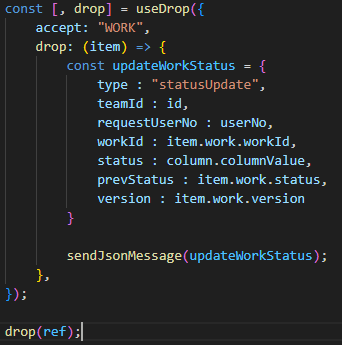 const [, drop] = useDrop({
    accept: "WORK",
    drop: (item) => {
        const updateWorkStatus = {
            type : "statusUpdate",
            teamId : id,
            requestUserNo : userNo,
            workId : item.work.workId,
            status : column.columnValue,
            prevStatus : item.work.status,
            version : item.work.version
        }

        sendJsonMessage(updateWorkStatus);
    },
});

drop(ref);